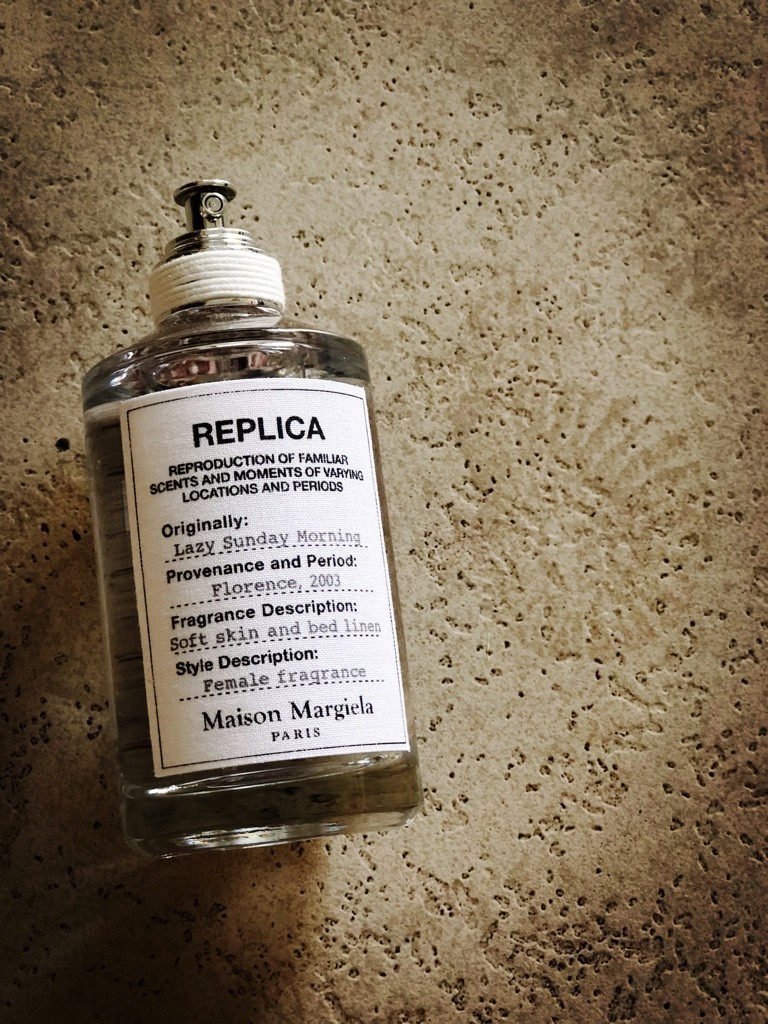 REPLICA
REPRODUCTION OF FAMILIAR
SCENTS AND MOMENTS OF VARYING
LOCATIONS AND PERIODS
Originally:
Lazy Sunday Morning
Provenance and Period:
Florence, 2003
Fragrance Description:
Soft skin and bed linen
Style Description:
Female fragrance
Maison Margiela
PARIS